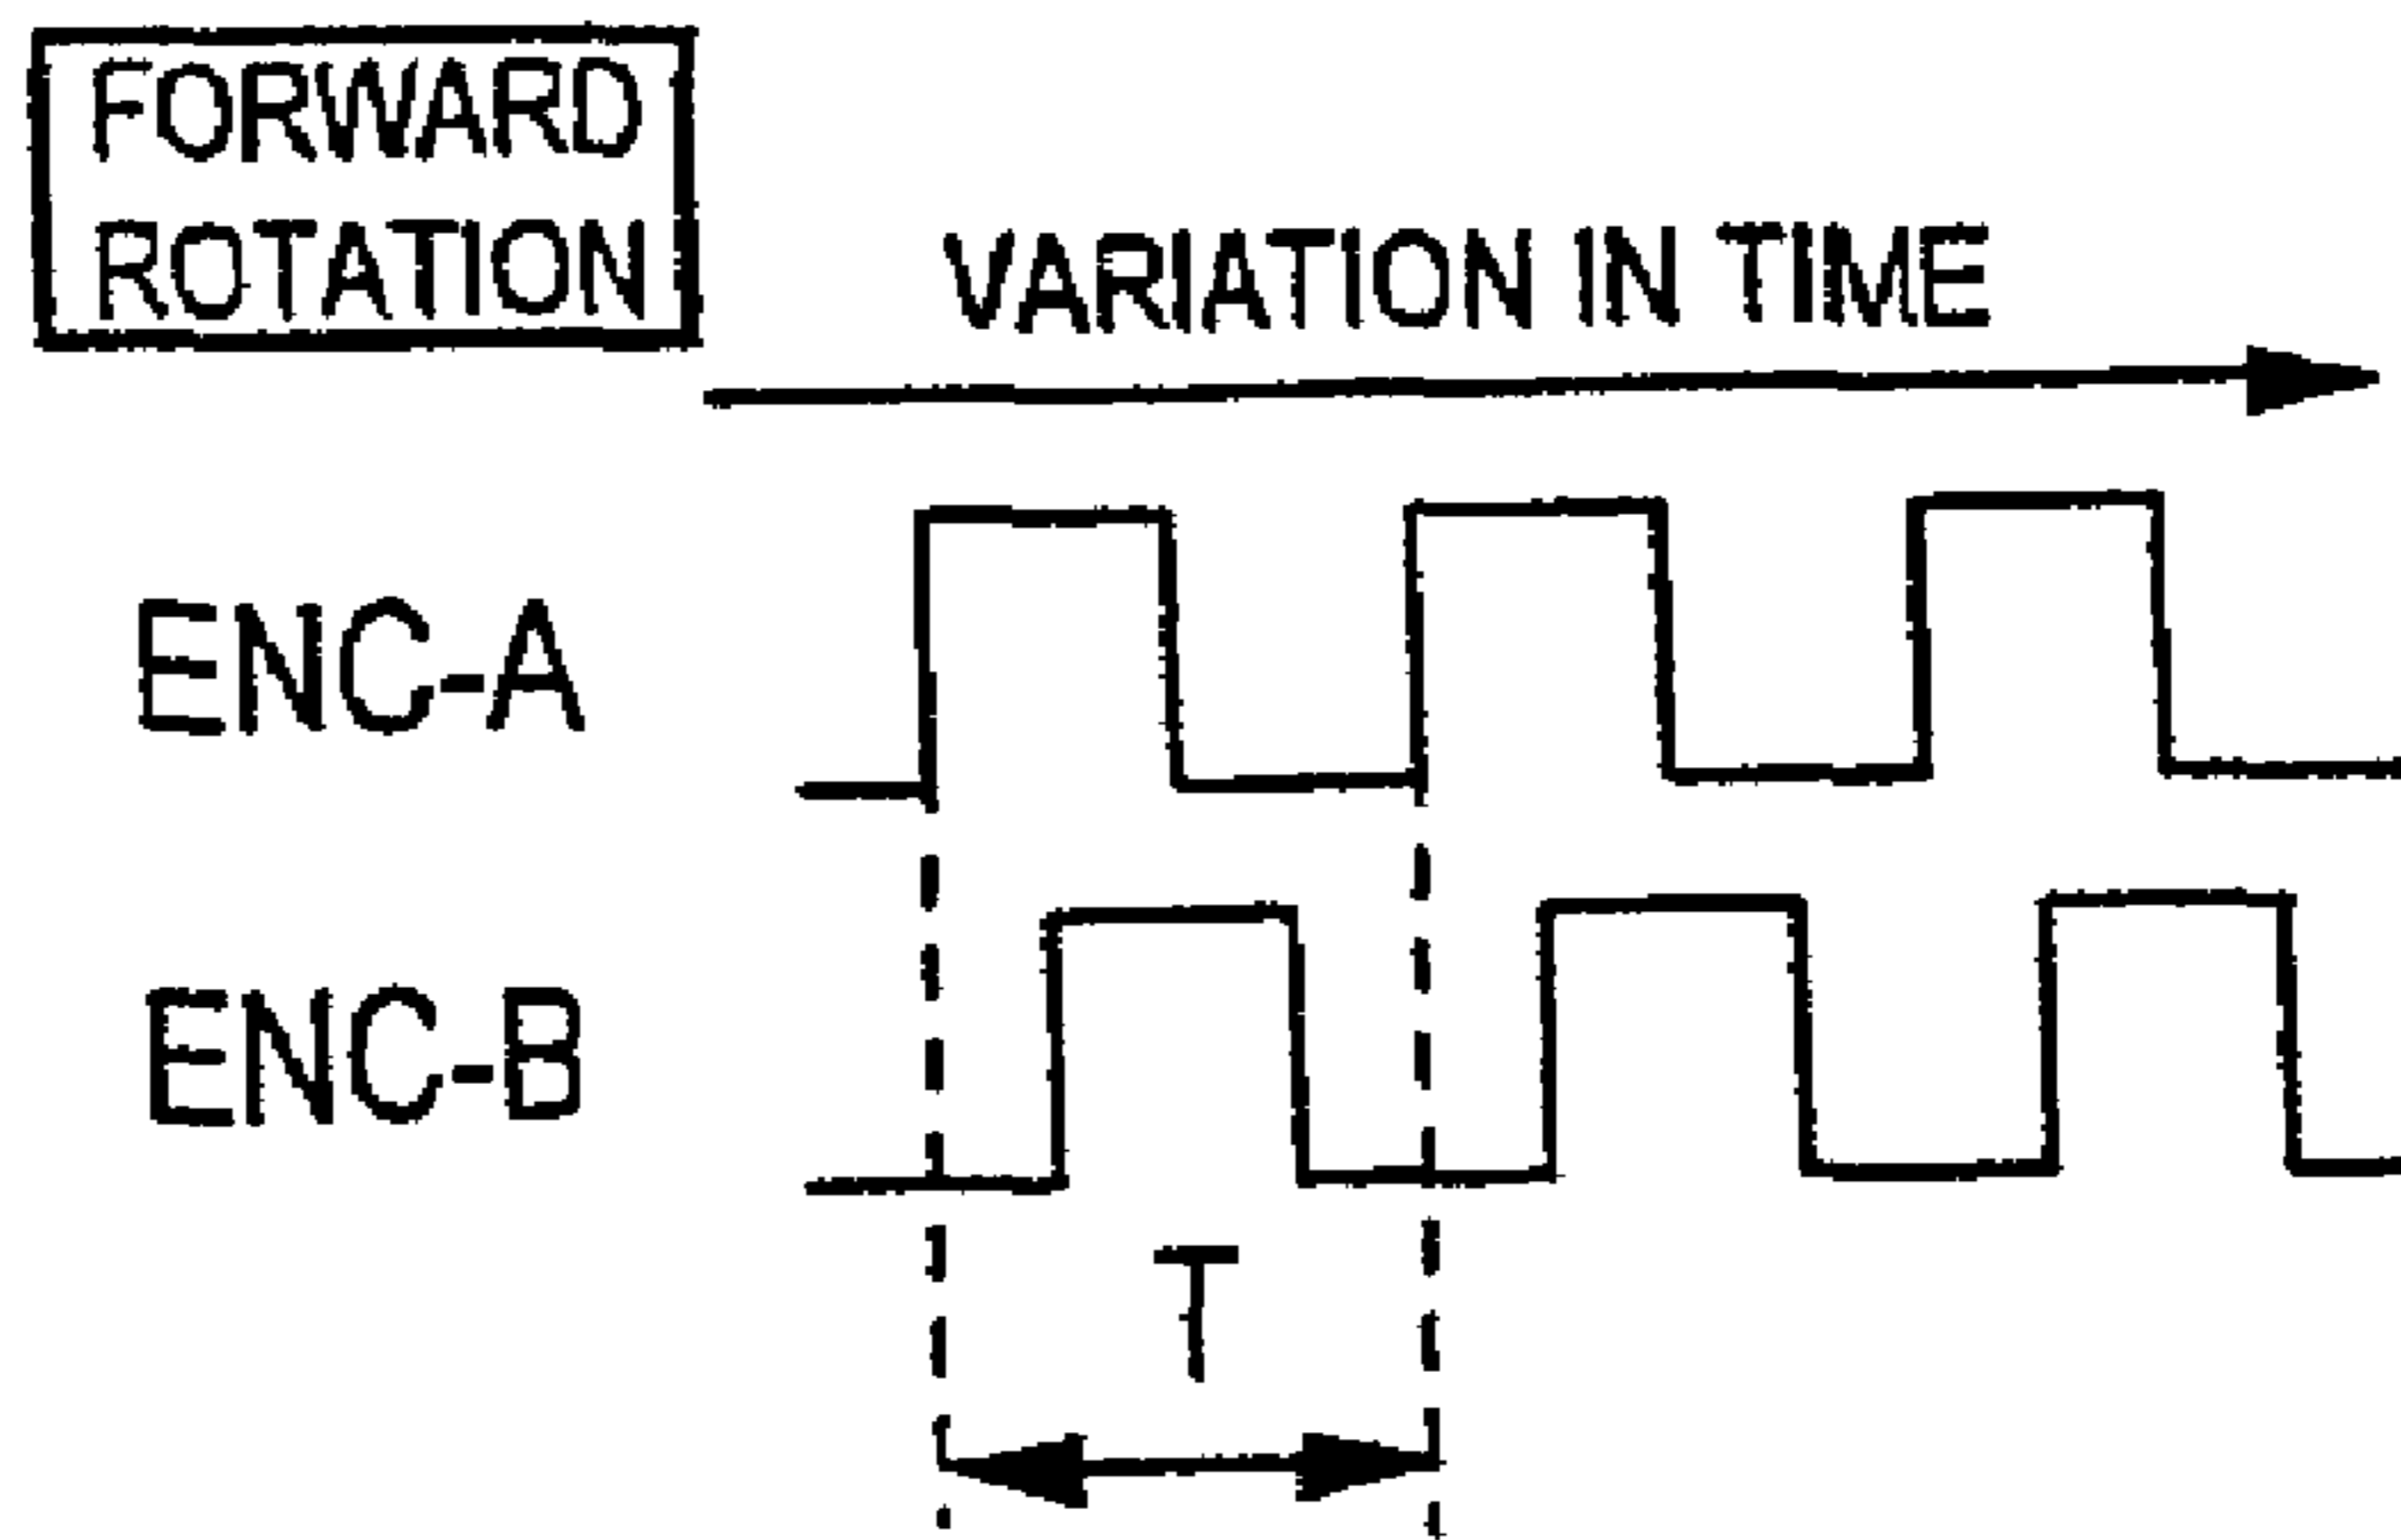 FORWARD
ROTATION
VARIATION IN TIME
ENC-A
ENC-B
T